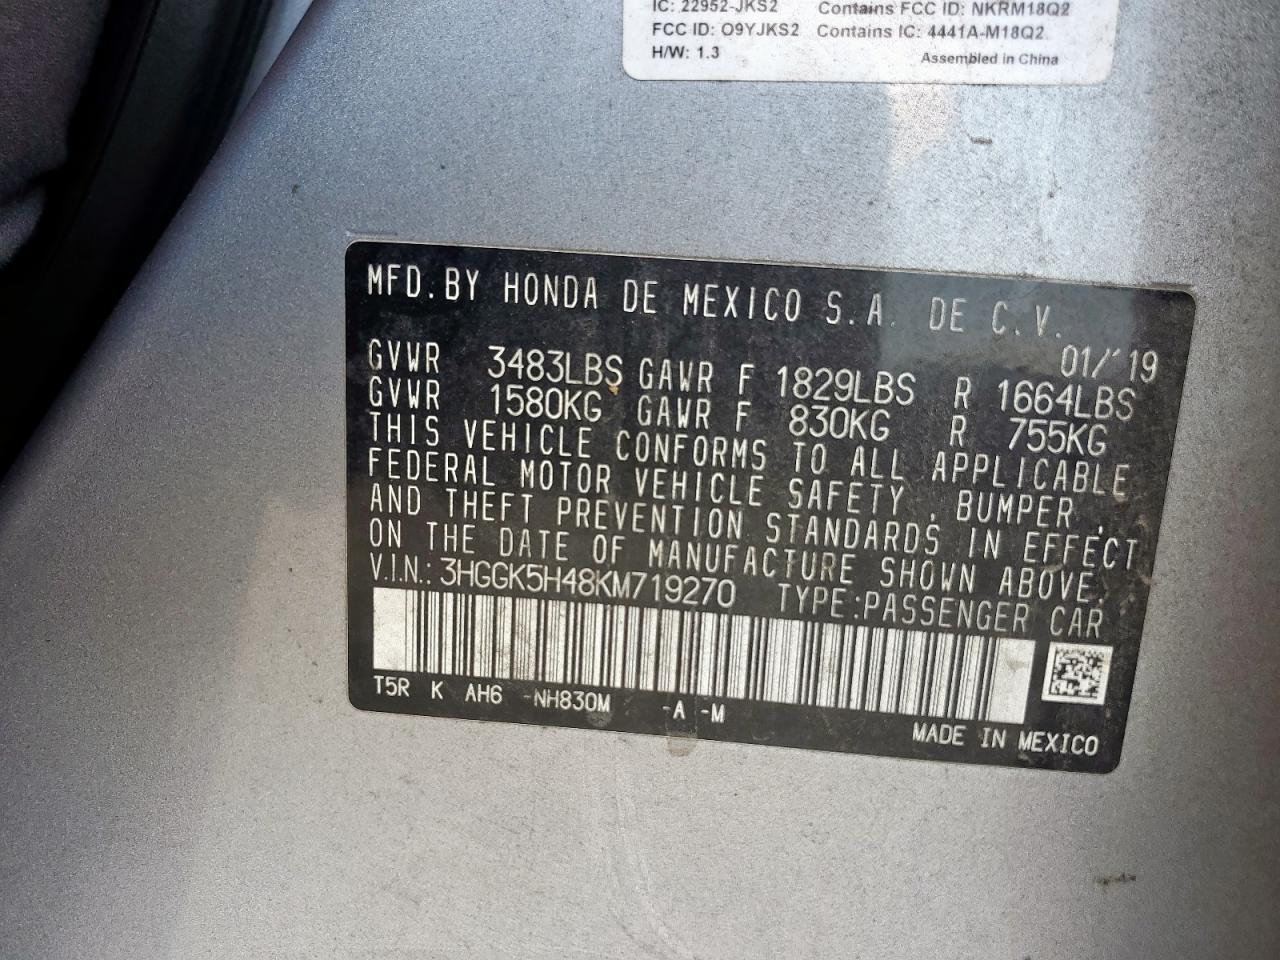 IC: 22952-JKS2 Contains FCC ID: NKRM18Q2
FCC ID: O9YJKS2 Contains IC: 4441A-M18Q2
H/W: 1.3 Assembled in China
MFD.BY HONDA DE MEXICO S.A. DE C.V.
01/'19
GVWR 3483LBS GAWR F 1829LBS R 1664LBS
GVWR 1580KG GAWR F 830KG R 755KG
THIS VEHICLE CONFORMS TO ALL APPLICABLE
FEDERAL MOTOR VEHICLE SAFETY, BUMPER,
AND THEFT PREVENTION STANDARDS IN EFFECT
ON THE DATE OF MANUFACTURE SHOWN ABOVE.
V.I.N.: 3HGGK5H48KM719270 TYPE:PASSENGER CAR
T5R K AH6 -NH830M -A -M
MADE IN MEXICO